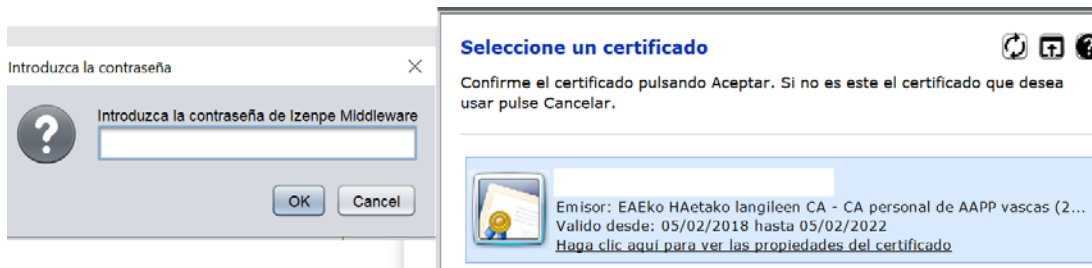 Introduzca la contraseña
Introduzca la contraseña de Izenpe Middleware
OK
Cancel
Seleccione un certificado
Confirme el certificado pulsando Aceptar. Si no es este el certificado que desea
usar pulse Cancelar.
Emisor: EAEko HAetako langileen CA - CA personal de AAPP vascas (2...
Valido desde: 05/02/2018 hasta 05/02/2022
Haga clic aquí para ver las propiedades del certificado